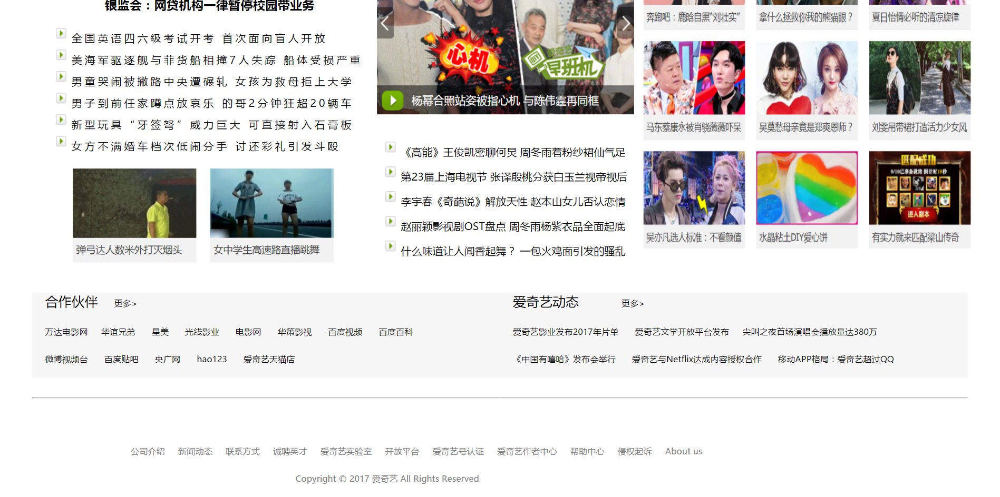 银监会：网贷机构一律暂停校园带业务
全国英语四六级考试开考 首次面向盲人开放
美海军驱逐舰与菲货船相撞7人失踪 船体受损严重
男童哭闹被撇路中央遭碾轧 女孩为救母拒上大学
男子到前任家蹲点放哀乐 的哥2分钟狂超20辆车
新型玩具“牙签弩”威力巨大 可直接射入石膏板
女方不满婚车档次低闹分手 讨还彩礼引发斗殴
弹弓达人数米外打灭烟头
女中学生高速路直播跳舞
心机
爱奇艺
早班机
杨幂合照站姿被指心机 与陈伟霆再同框
《高能》王俊凯密聊何炅 周冬雨着粉纱裙仙气足
第23届上海电视节 张译殷桃分获白玉兰视帝视后
李宇春《奇葩说》解放天性 赵本山女儿否认恋情
赵丽颖影视剧OST盘点 周冬雨杨紫衣品全面起底
什么味道让人闻香起舞？ 一包火鸡面引发的骚乱
奔跑吧：鹿晗自黑“刘壮实”
拿什么拯救你我的熊猫眼？
夏日怡情必听的清凉旋律
马东蔡康永被肖骁薇薇吓呆
吴莫愁母亲竟是郑爽恩师？
刘雯吊带裙打造活力少女风
匹配成功
9/10已准备就绪 倒计时19秒
进入副本
吴亦凡选人标准：不看颜值
水晶粘土DIY爱心饼
有实力就来匹配梁山传奇
合作伙伴 更多>
万达电影网 华谊兄弟 星美 光线影业 电影网 华策影视 百度视频 百度百科
微博视频台 百度贴吧 央广网 hao123 爱奇艺天猫店
爱奇艺动态 更多>
爱奇艺影业发布2017年片单 爱奇艺文学开放平台发布 尖叫之夜首场演唱会播放量达380万
《中国有嘻哈》发布会举行 爱奇艺与Netflix达成内容授权合作 移动APP格局：爱奇艺超过QQ
公司介绍 新闻动态 联系方式 诚聘英才 爱奇艺实验室 开放平台 爱奇艺号认证 爱奇艺作者中心 帮助中心 侵权起诉 About us
Copyright © 2017 爱奇艺 All Rights Reserved